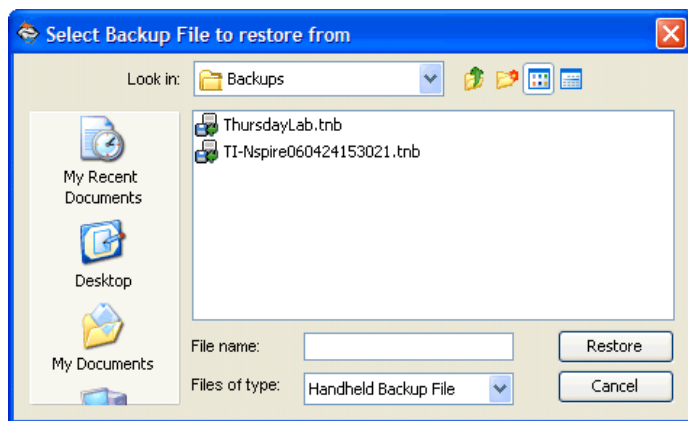 Select Backup File to restore from
Look in:
Backups
ThursdayLab.tnb
TI-Nspire060424153021.tnb
My Recent
Documents
Desktop
My Documents
File name:
Restore
Files of type:
Handheld Backup File
Cancel